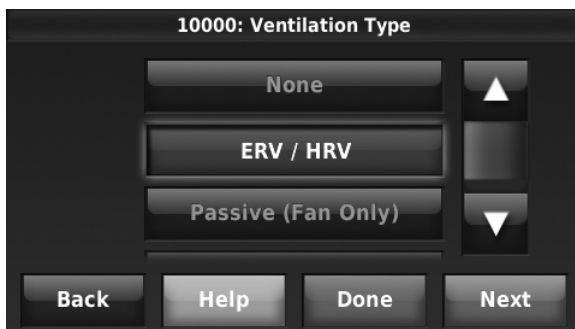 10000: Ventilation Type
None
ERV / HRV
Passive (Fan Only)
Back Help Done Next